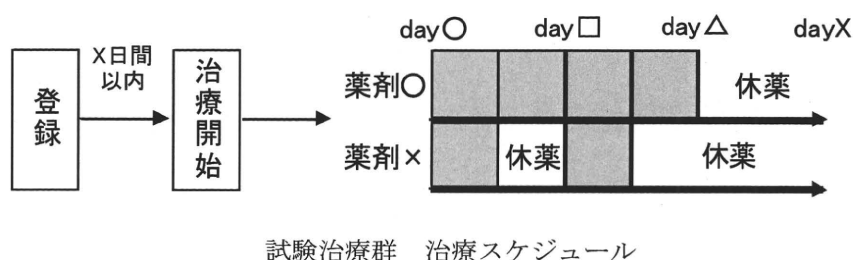 day○ day□ day△ dayX
X日間
以内
登録
治療開始
薬剤○
休薬
薬剤×
休薬
休薬
試験治療群 治療スケジュール